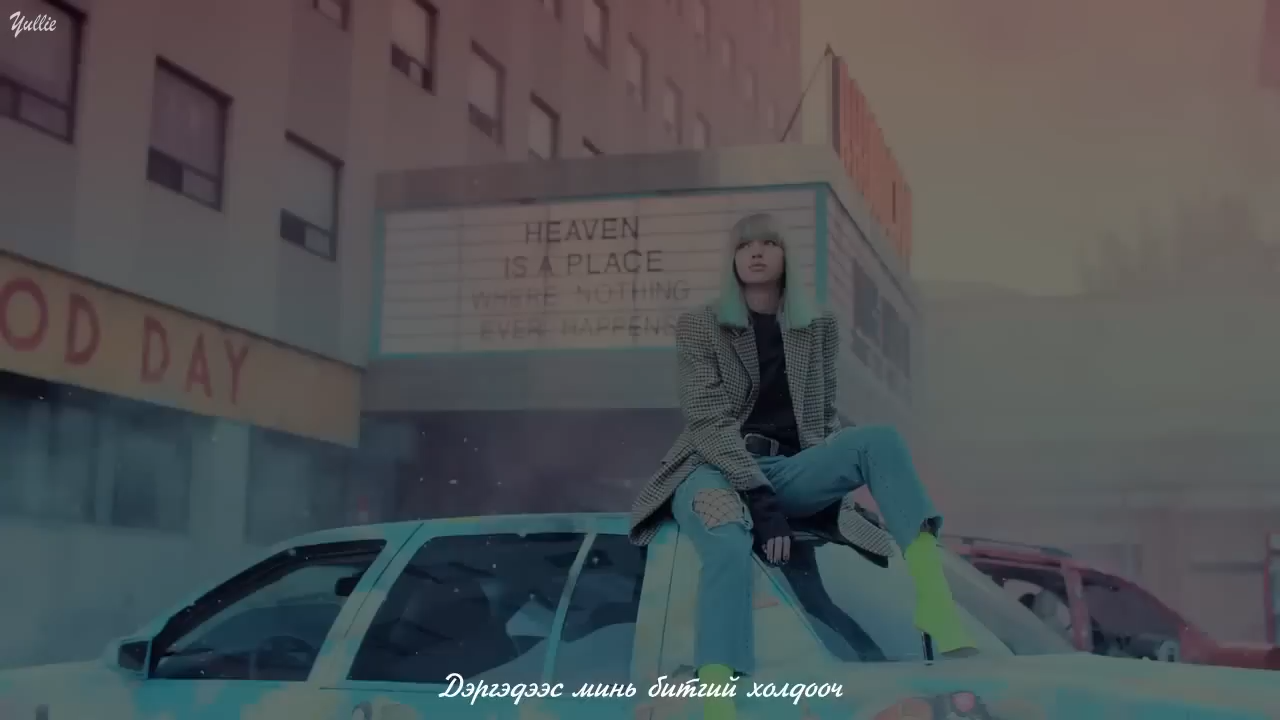 Yullie
HEAVEN
IS A PLACE
WHERE NOTHING
EVER HAPPENS
OD DAY
Дэргэдээс минь битгий холдооч